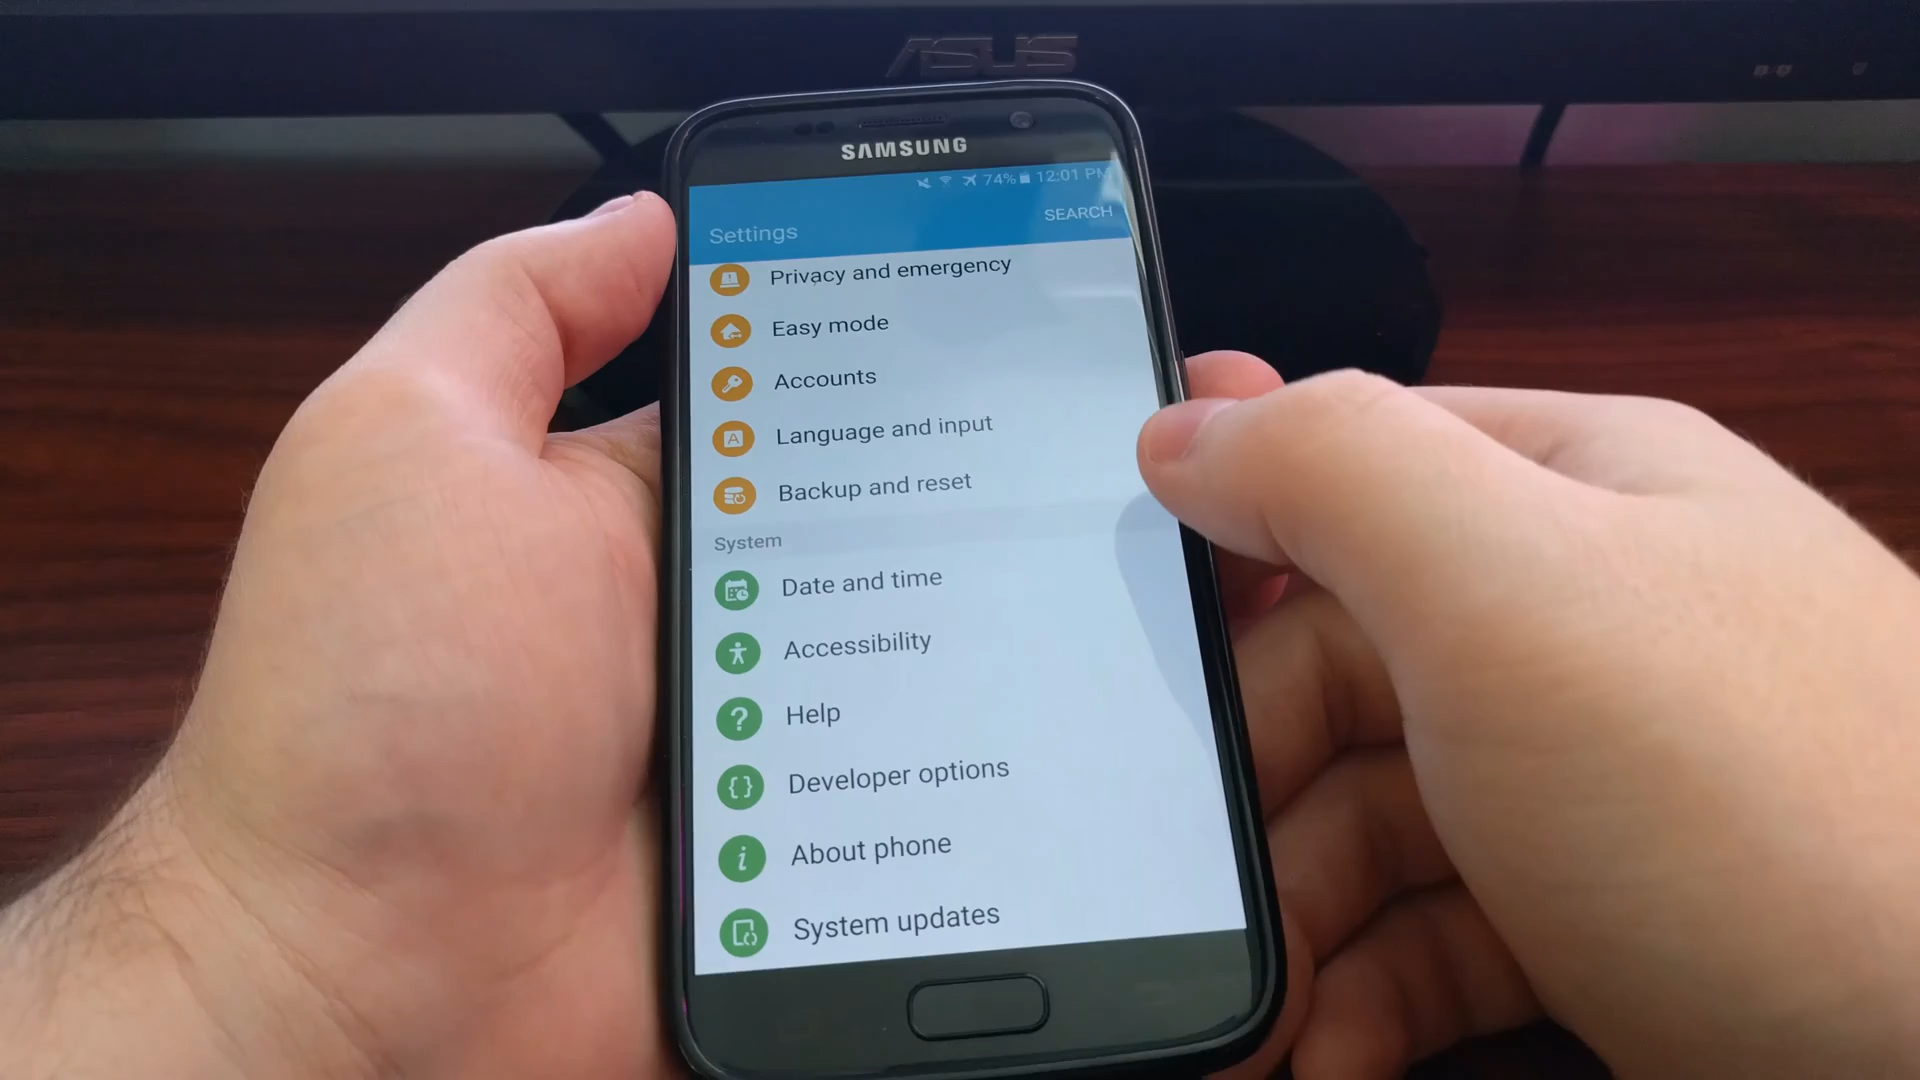 ASUS
SAMSUNG
74% 12:01 PM
Settings
SEARCH
Privacy and emergency
Easy mode
Accounts
Language and input
Backup and reset
System
Date and time
Accessibility
Help
Developer options
About phone
System updates